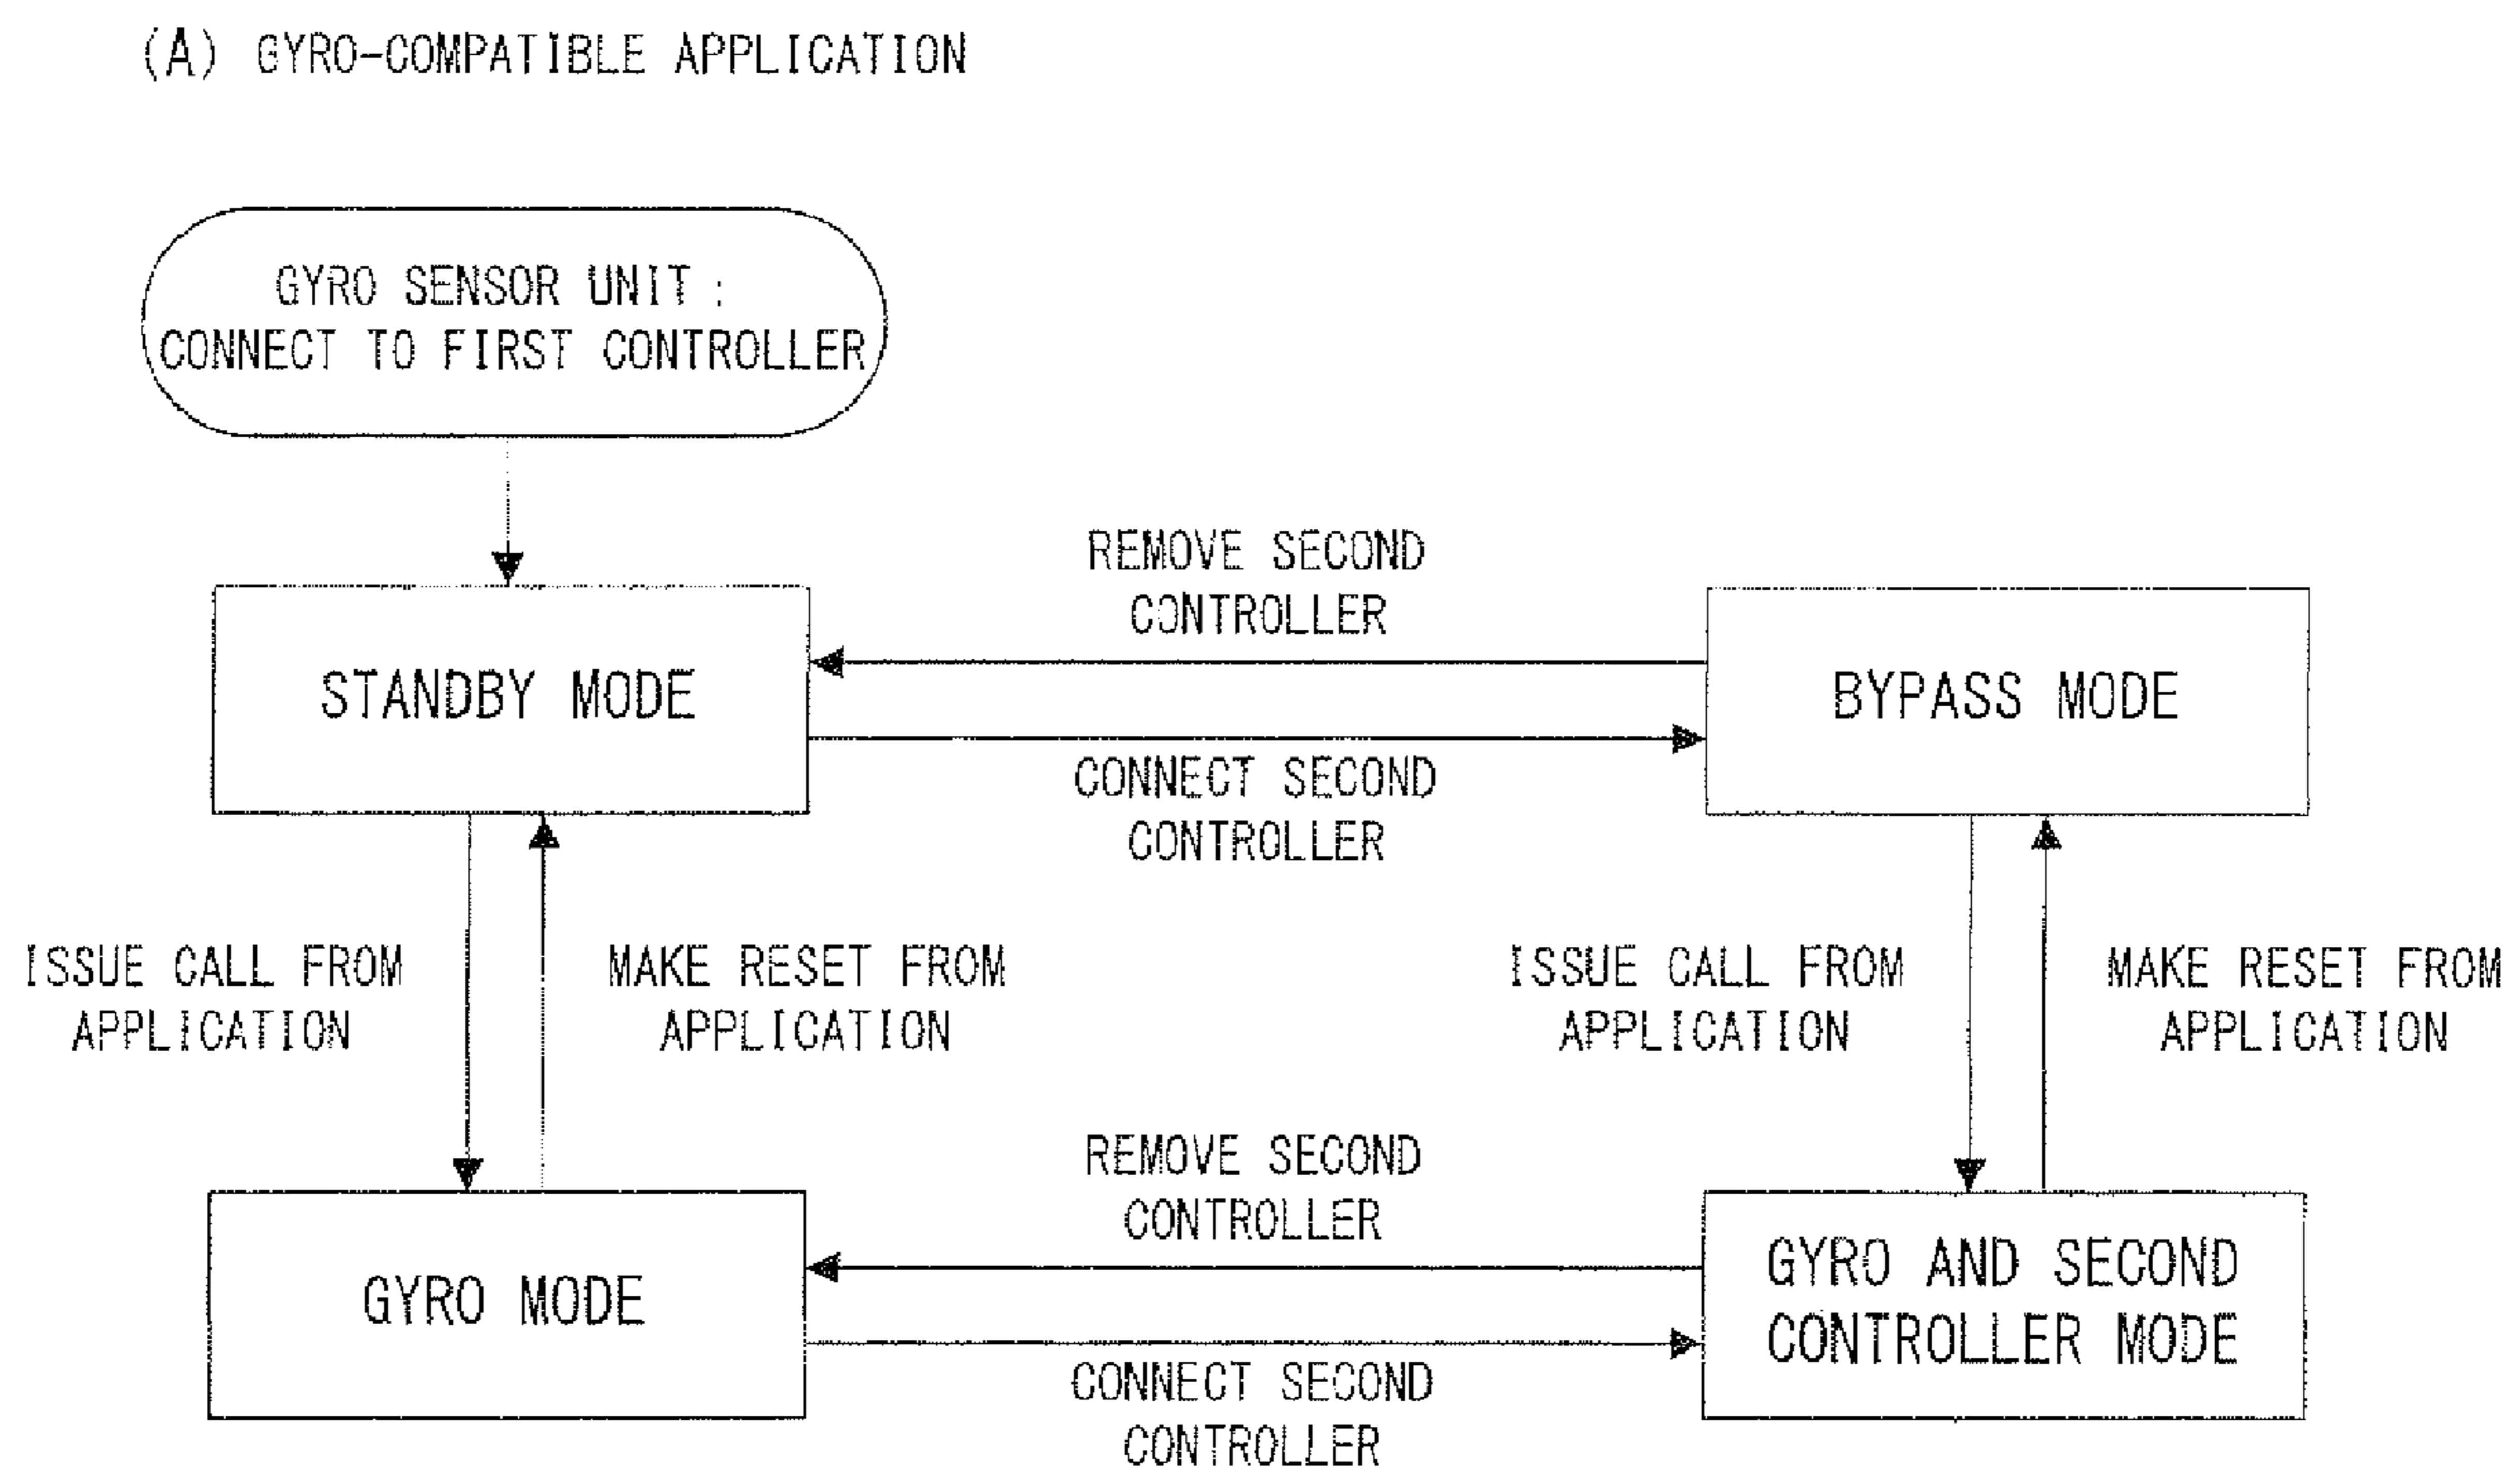 (A) GYRO-COMPATIBLE APPLICATION
GYRO SENSOR UNIT :
CONNECT TO FIRST CONTROLLER
REMOVE SECOND
CONTROLLER
STANDBY MODE
BYPASS MODE
CONNECT SECOND
CONTROLLER
ISSUE CALL FROM
APPLICATION
MAKE RESET FROM
APPLICATION
ISSUE CALL FROM
APPLICATION
MAKE RESET FROM
APPLICATION
REMOVE SECOND
CONTROLLER
GYRO MODE
GYRO AND SECOND
CONTROLLER MODE
CONNECT SECOND
CONTROLLER